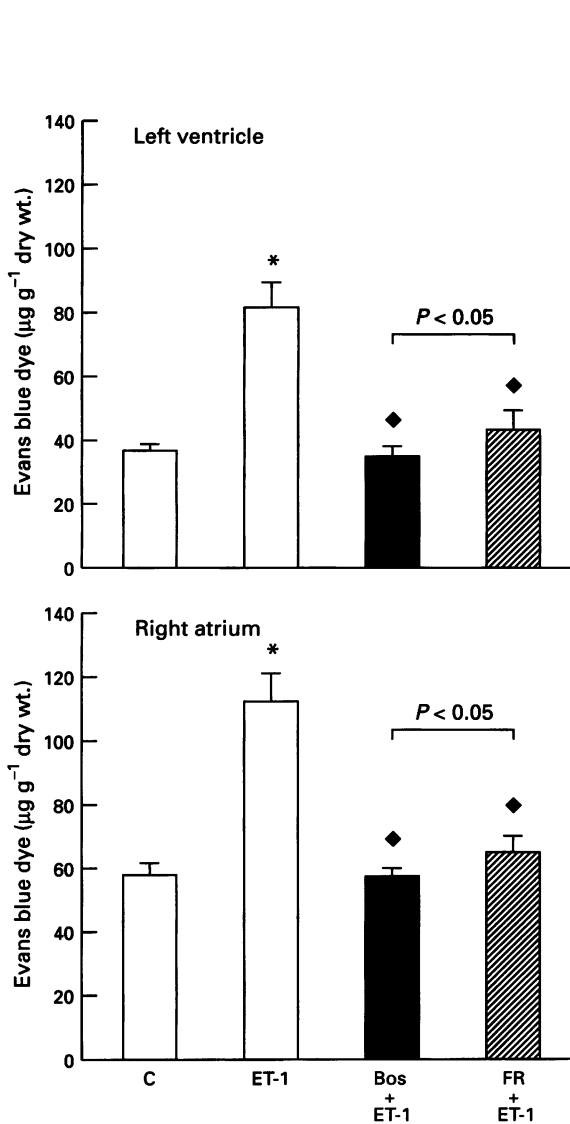 140
Left ventricle
120
100
*
80
P < 0.05
60
40
20
0
Evans blue dye (μg g⁻¹ dry wt.)
140
Right atrium
*
120
P < 0.05
100
80
60
40
20
0
Evans blue dye (μg g⁻¹ dry wt.)
C ET-1 Bos FR
+ +
ET-1 ET-1